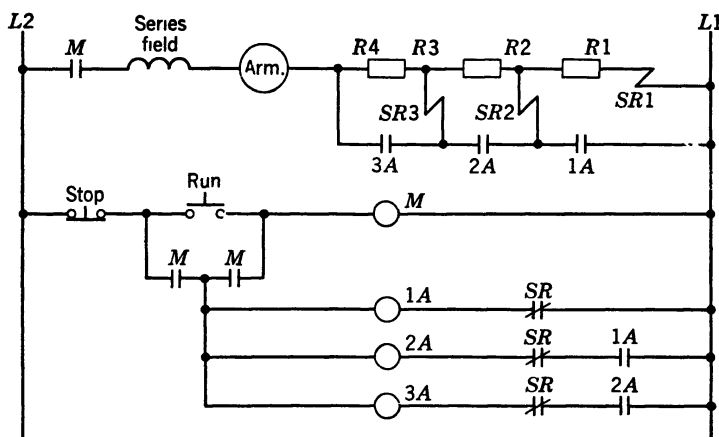 L2
Series
field
L1
M
Arm.
R4
R3
R2
R1
SR1
SR3
SR2
3A
2A
1A
Stop
Run
M
M
M
1A
SR
2A
SR
1A
3A
SR
2A